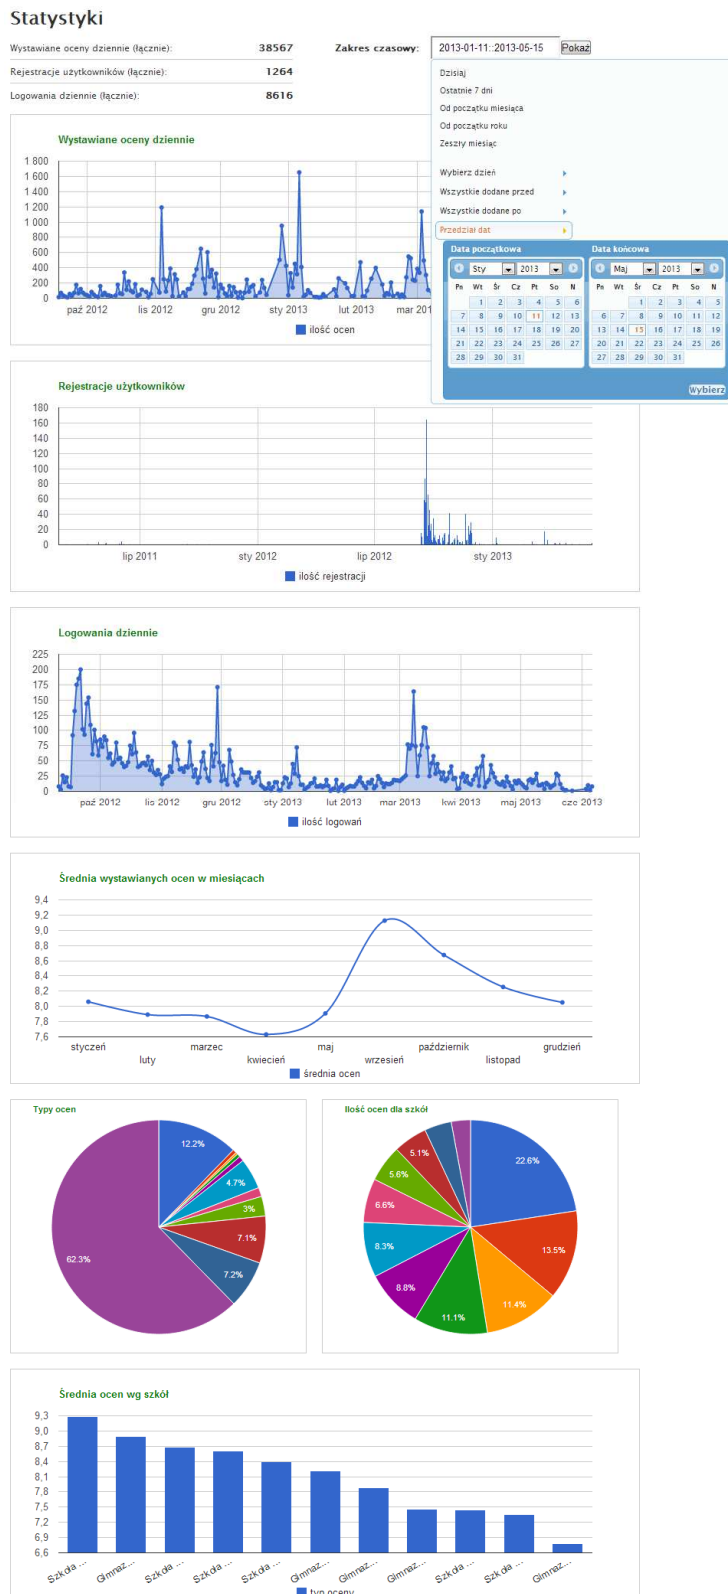 Statystyki
Wystawiane oceny dziennie (łącznie): 38567 Zakres czasowy: 2013-01-11::2013-05-15 Pokaż
Rejestracje użytkowników (łącznie): 1264
Logowania dziennie (łącznie): 8616
Dzisiaj
Ostatnie 7 dni
Od początku miesiąca
Od początku roku
Zeszły miesiąc
Wybierz dzień
Wszystkie dodane przed
Wszystkie dodane po
Przedział dat
Data początkowa Data końcowa
Sty 2013 Maj 2013
Po Wt Śr Cz Pt So N Po Wt Śr Cz Pt So N
1 2 3 4 5 6 1 2 3 4 5
7 8 9 10 11 12 13 6 7 8 9 10 11 12
14 15 16 17 18 19 20 13 14 15 16 17 18 19
21 22 23 24 25 26 27 20 21 22 23 24 25 26
28 29 30 31 27 28 29 30 31
Wybierz
Wystawiane oceny dziennie
1 800
1 600
1 400
1 200
1 000
800
600
400
200
0
paź 2012 lis 2012 gru 2012 sty 2013 lut 2013 mar 201
ilość ocen
Rejestracje użytkowników
180
160
140
120
100
80
60
40
20
0
lip 2011 sty 2012 lip 2012 sty 2013
ilość rejestracji
Logowania dziennie
225
200
175
150
125
100
75
50
25
0
paź 2012 lis 2012 gru 2012 sty 2013 lut 2013 mar 2013 kwi 2013 maj 2013 cze 2013
ilość logowań
Średnia wystawianych ocen w miesiącach
9,4
9,2
9,0
8,8
8,6
8,4
8,2
8,0
7,8
7,6
styczeń marzec maj październik grudzień
luty kwiecień wrzesień listopad
średnia ocen
Typy ocen
12.2%
4.7%
3%
7.1%
7.2%
62.3%
Ilość ocen dla szkół
22.6%
13.5%
11.4%
11.1%
8.8%
8.3%
6.6%
5.6%
5.1%
Średnia ocen wg szkół
9,3
9,0
8,7
8,4
8,1
7,8
7,5
7,2
6,9
6,6
Szkoła ... Gimnaz... Szkoła ... Szkoła ... Szkoła ... Gimnaz... Gimnaz... Gimnaz... Szkoła ... Szkoła ... Gimnaz...
typ oceny